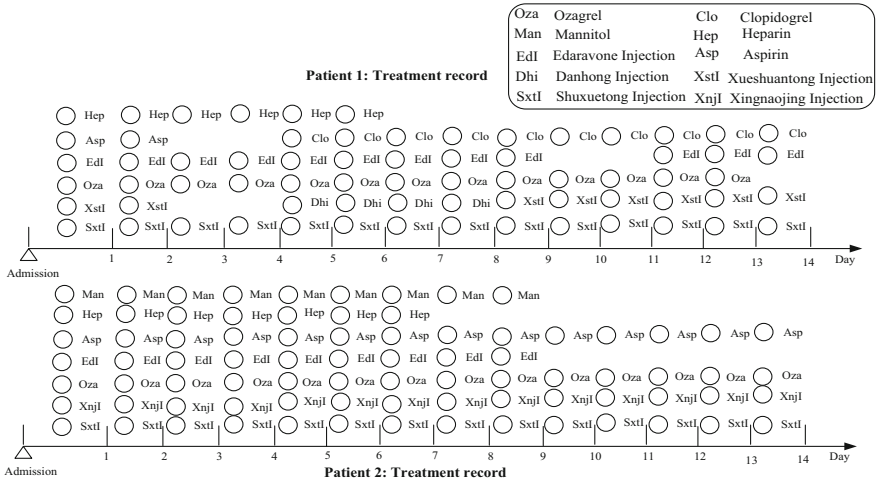 Oza Ozagrel Clo Clopidogrel
Man Mannitol Hep Heparin
EdI Edaravone Injection Asp Aspirin
Dhi Danhong Injection XstI Xueshuantong Injection
SxtI Shuxuetong Injection XnjI Xingnaojing Injection
Patient 1: Treatment record
Hep Hep Hep Hep Hep Hep
Asp Asp Clo Clo Clo Clo Clo Clo Clo Clo Clo Clo
EdI EdI EdI EdI EdI EdI EdI EdI EdI EdI EdI EdI
Oza Oza Oza Oza Oza Oza Oza Oza Oza Oza Oza Oza Oza
XstI XstI Dhi Dhi Dhi Dhi XstI XstI XstI XstI XstI XstI
SxtI SxtI SxtI SxtI SxtI SxtI SxtI SxtI SxtI SxtI SxtI SxtI SxtI SxtI
1 2 3 4 5 6 7 8 9 10 11 12 13 14 Day
Admission
Man Man Man Man Man Man Man Man Man
Hep Hep Hep Hep Hep Hep Hep
Asp Asp Asp Asp Asp Asp Asp Asp Asp Asp Asp Asp Asp Asp
EdI EdI EdI EdI EdI EdI EdI EdI EdI
Oza Oza Oza Oza Oza Oza Oza Oza Oza Oza Oza Oza Oza Oza
XnjI XnjI XnjI XnjI XnjI XnjI XnjI XnjI XnjI XnjI XnjI XnjI XnjI XnjI
SxtI SxtI SxtI SxtI SxtI SxtI SxtI SxtI SxtI SxtI SxtI SxtI SxtI SxtI
1 2 3 4 5 6 7 8 9 10 11 12 13 14 Day
Admission
Patient 2: Treatment record